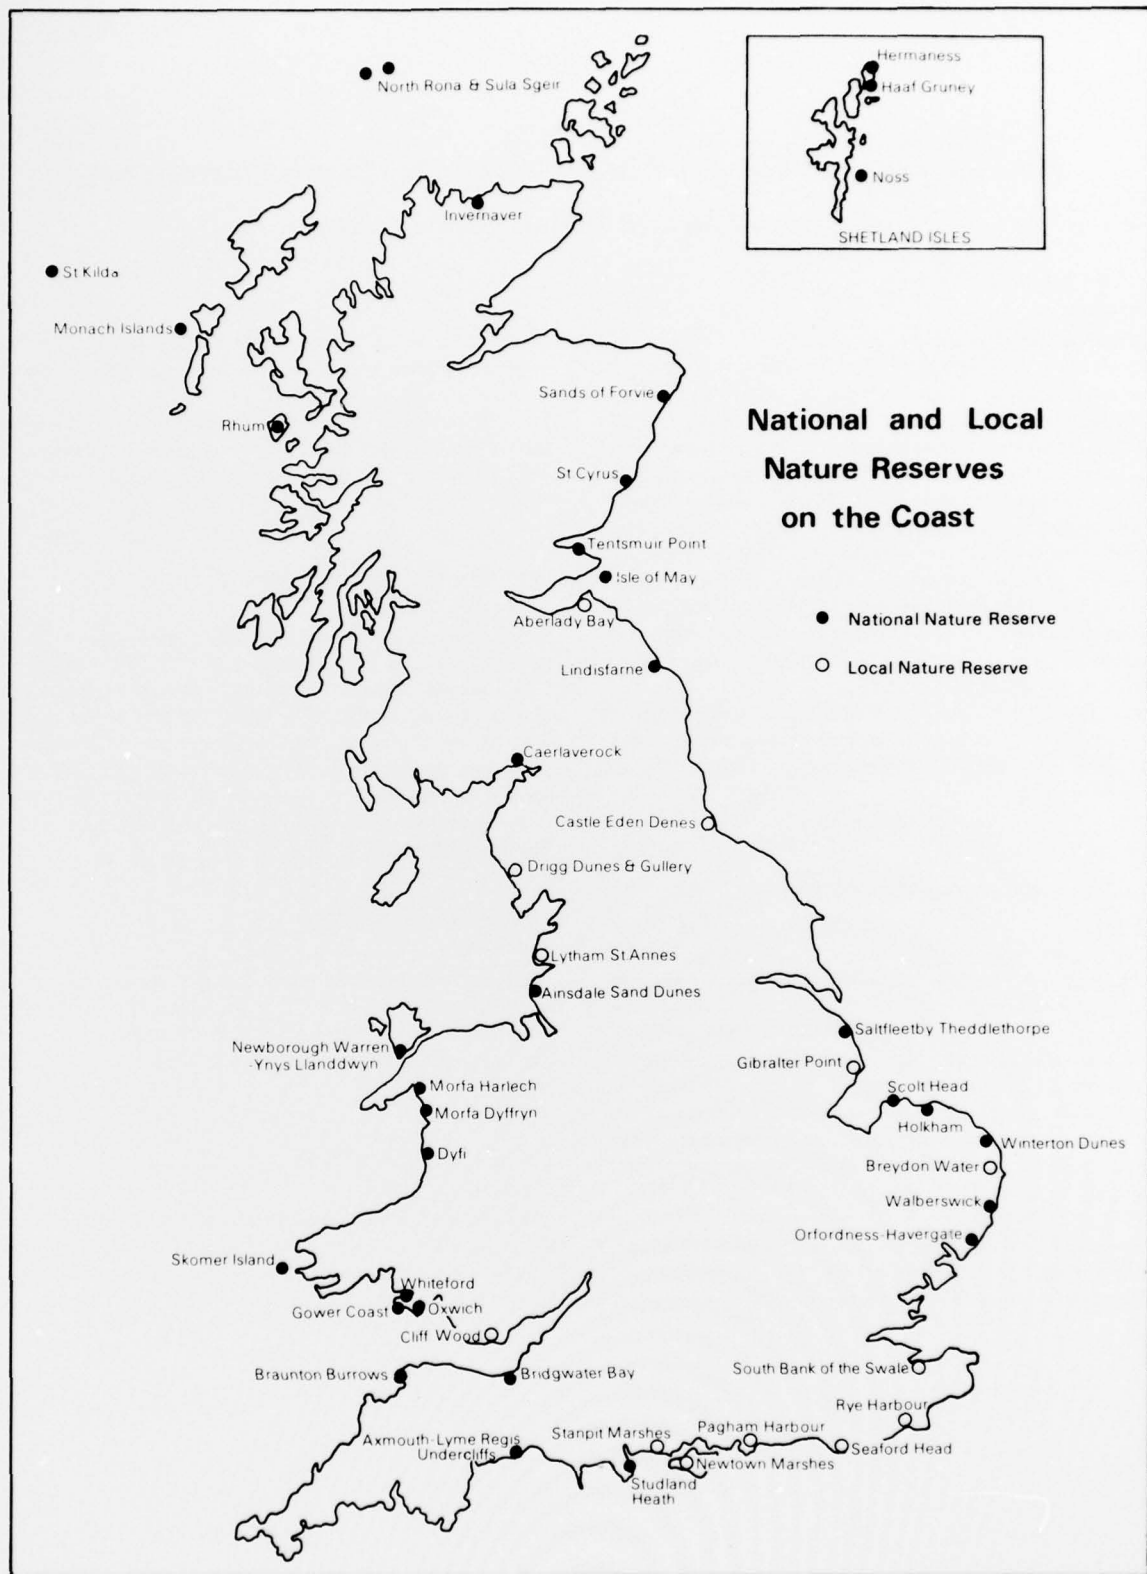 North Rona & Sula Sgeir
Hermaness
Haaf Gruney
Noss
SHETLAND ISLES
Invernaver
St Kilda
Monach Islands
Sands of Forvie
Rhum
National and Local
Nature Reserves
on the Coast
St Cyrus
Tentsmuir Point
Isle of May
Aberlady Bay
National Nature Reserve
Local Nature Reserve
Lindisfarne
Caerlaverock
Castle Eden Denes
Drigg Dunes & Gullery
Lytham St.Annes
Ainsdale Sand Dunes
Saltfleetby Theddlethorpe
Newborough Warren
-Ynys Llanddwyn
Gibralter Point
Morfa Harlech
Scolt Head
Morfa Dyffryn
Holkham
Winterton Dunes
Dyfi
Breydon Water
Walberswick
Orfordness-Havergate
Skomer Island
Whiteford
Gower Coast
Oxwich
Cliff Wood
Braunton Burrows
Bridgwater Bay
South Bank of the Swale
Rye Harbour
Axmouth-Lyme Regis
Undercliffs
Stanpit Marshes
Pagham Harbour
Seaford Head
Newtown Marshes
Studland
Heath